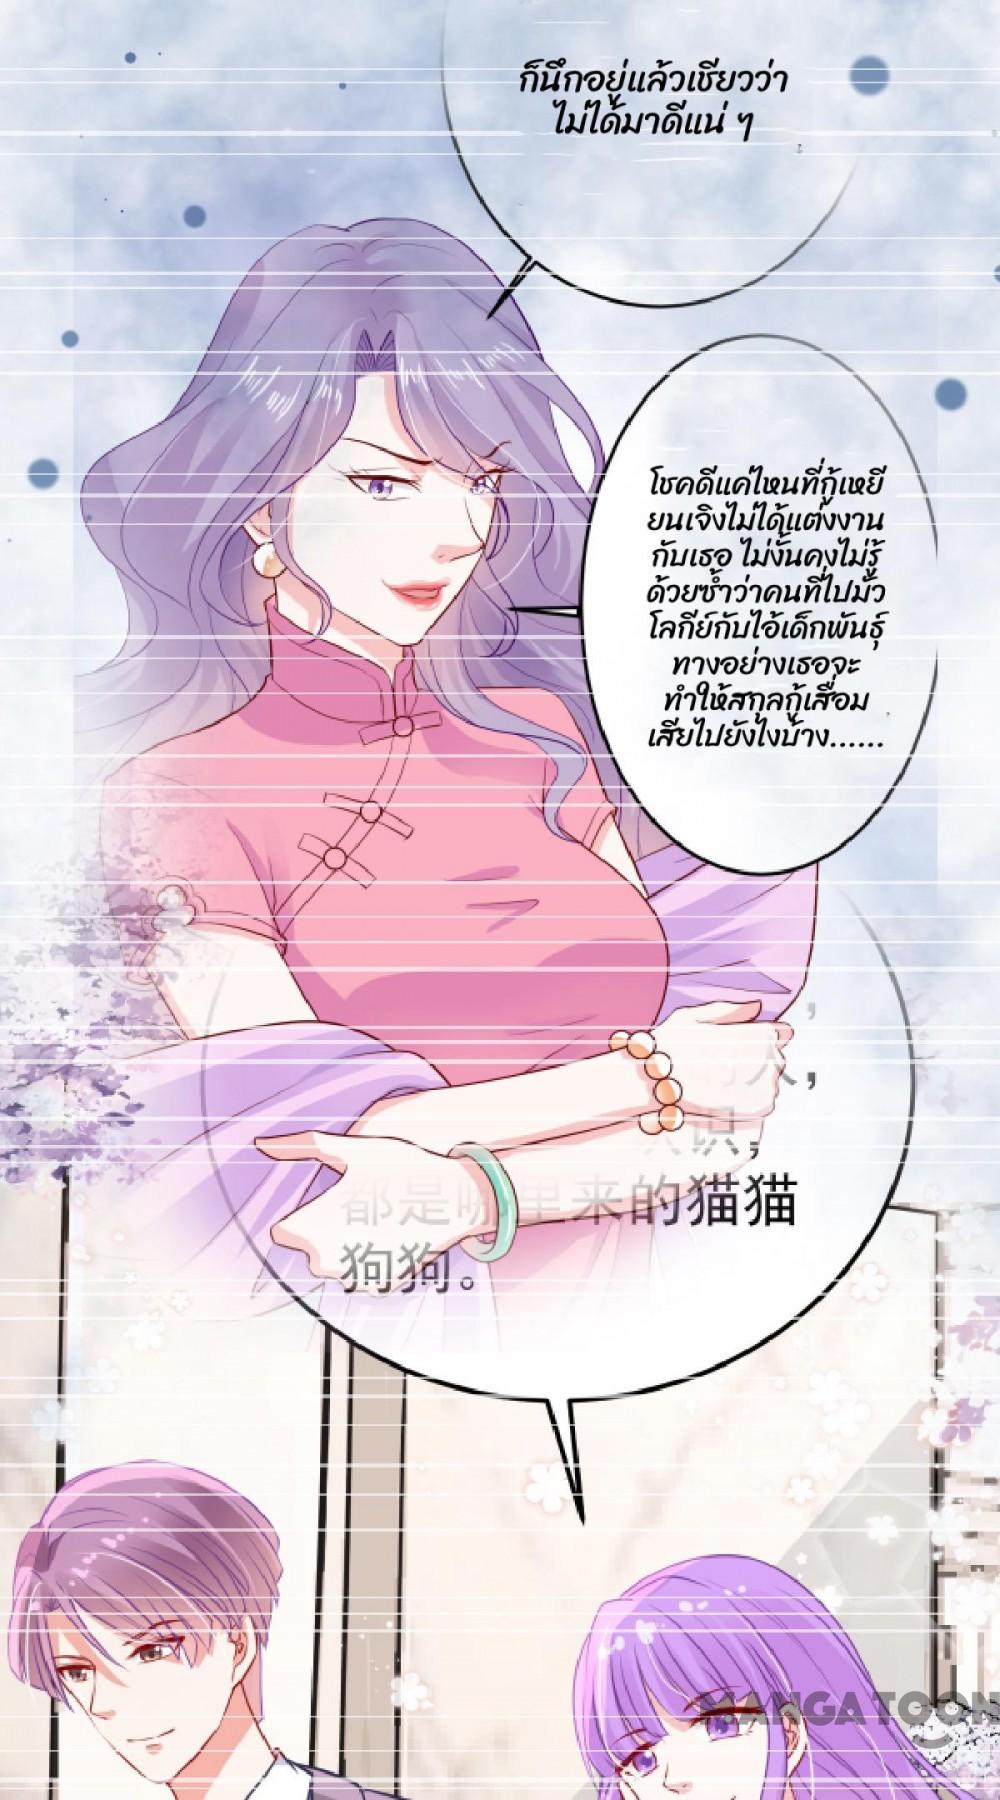 ก็นึกอยู่แล้วเชียวว่า
ไม่ได้มาดีแน่ ๆ
โชคดีแค่ไหนที่กู้เหยี
ยนเจิงไม่ได้แต่งงาน
กับเธอ ไม่งั้นคงไม่รู้
ด้วยซ้ำว่าคนที่ไปมัว
โลกีย์กับไอ้เด็กพันธุ์
ทางอย่างเธอจะ
ทำให้สกุลกู้เสื่อม
เสียไปยังไงบ้าง......
人，
识，
都是哪里来的猫猫
狗狗。
MANGATOON